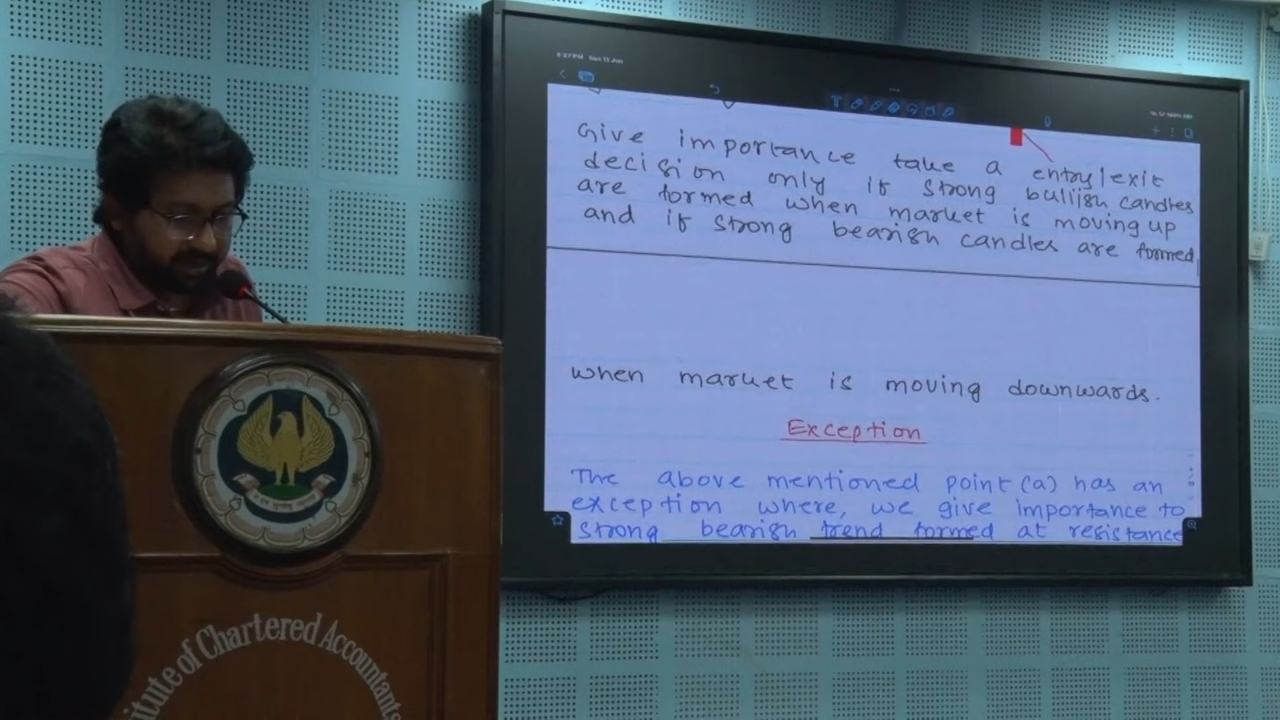 Give importance take a entry/exit
decision only if strong bullish candles
are formed when market is moving up
and if strong bearish candles are formed
when market is moving downwards.
Exception
The above mentioned point (a) has an
exception where, we give importance to
strong bearish trend formed at resistance
itute of Chartered Accountants